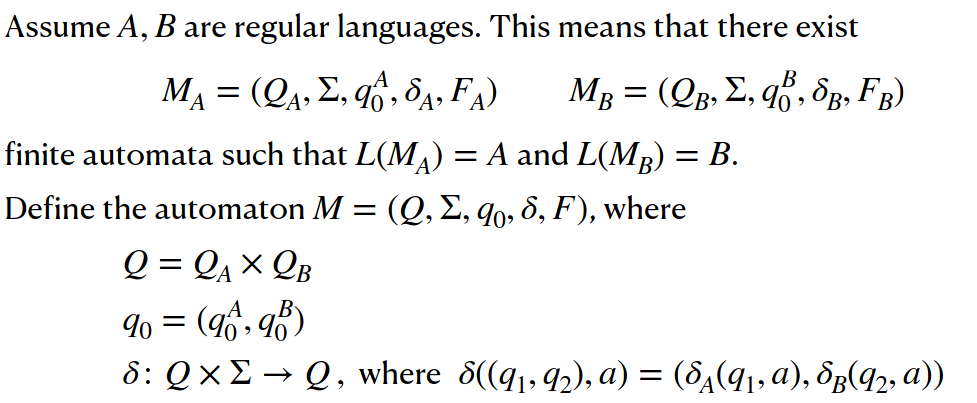 Assume A, B are regular languages. This means that there exist
M_A = (Q_A, Σ, q_0^A, δ_A, F_A)    M_B = (Q_B, Σ, q_0^B, δ_B, F_B)
finite automata such that L(M_A) = A and L(M_B) = B.
Define the automaton M = (Q, Σ, q_0, δ, F), where
Q = Q_A × Q_B
q_0 = (q_0^A, q_0^B)
δ: Q × Σ → Q, where δ((q_1, q_2), a) = (δ_A(q_1, a), δ_B(q_2, a))